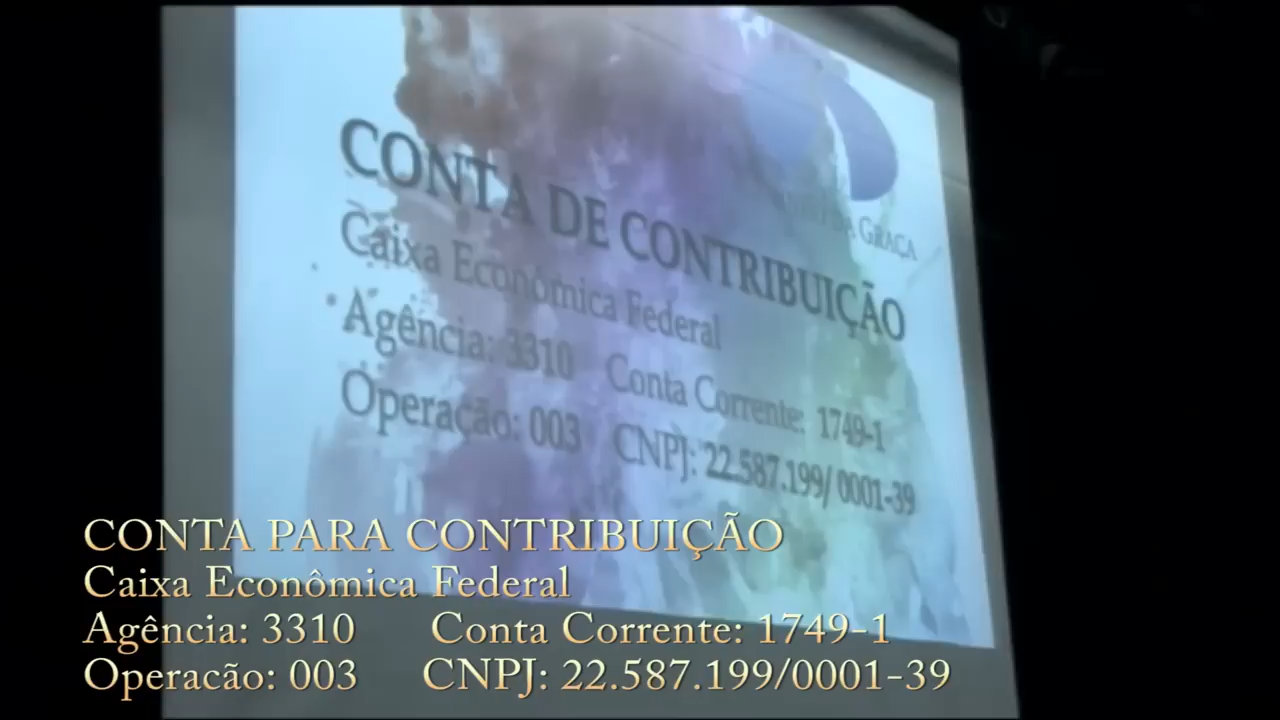 DA GRAÇA
CONTA DE CONTRIBUIÇÃO
Caixa Econômica Federal
Agência: 3310 Conta Corrente: 1749-1
Operação: 003 CNPJ: 22.587.199/ 0001-39
CONTA PARA CONTRIBUIÇÃO
Caixa Econômica Federal
Agência: 3310 Conta Corrente: 1749-1
Operacão: 003 CNPJ: 22.587.199/0001-39